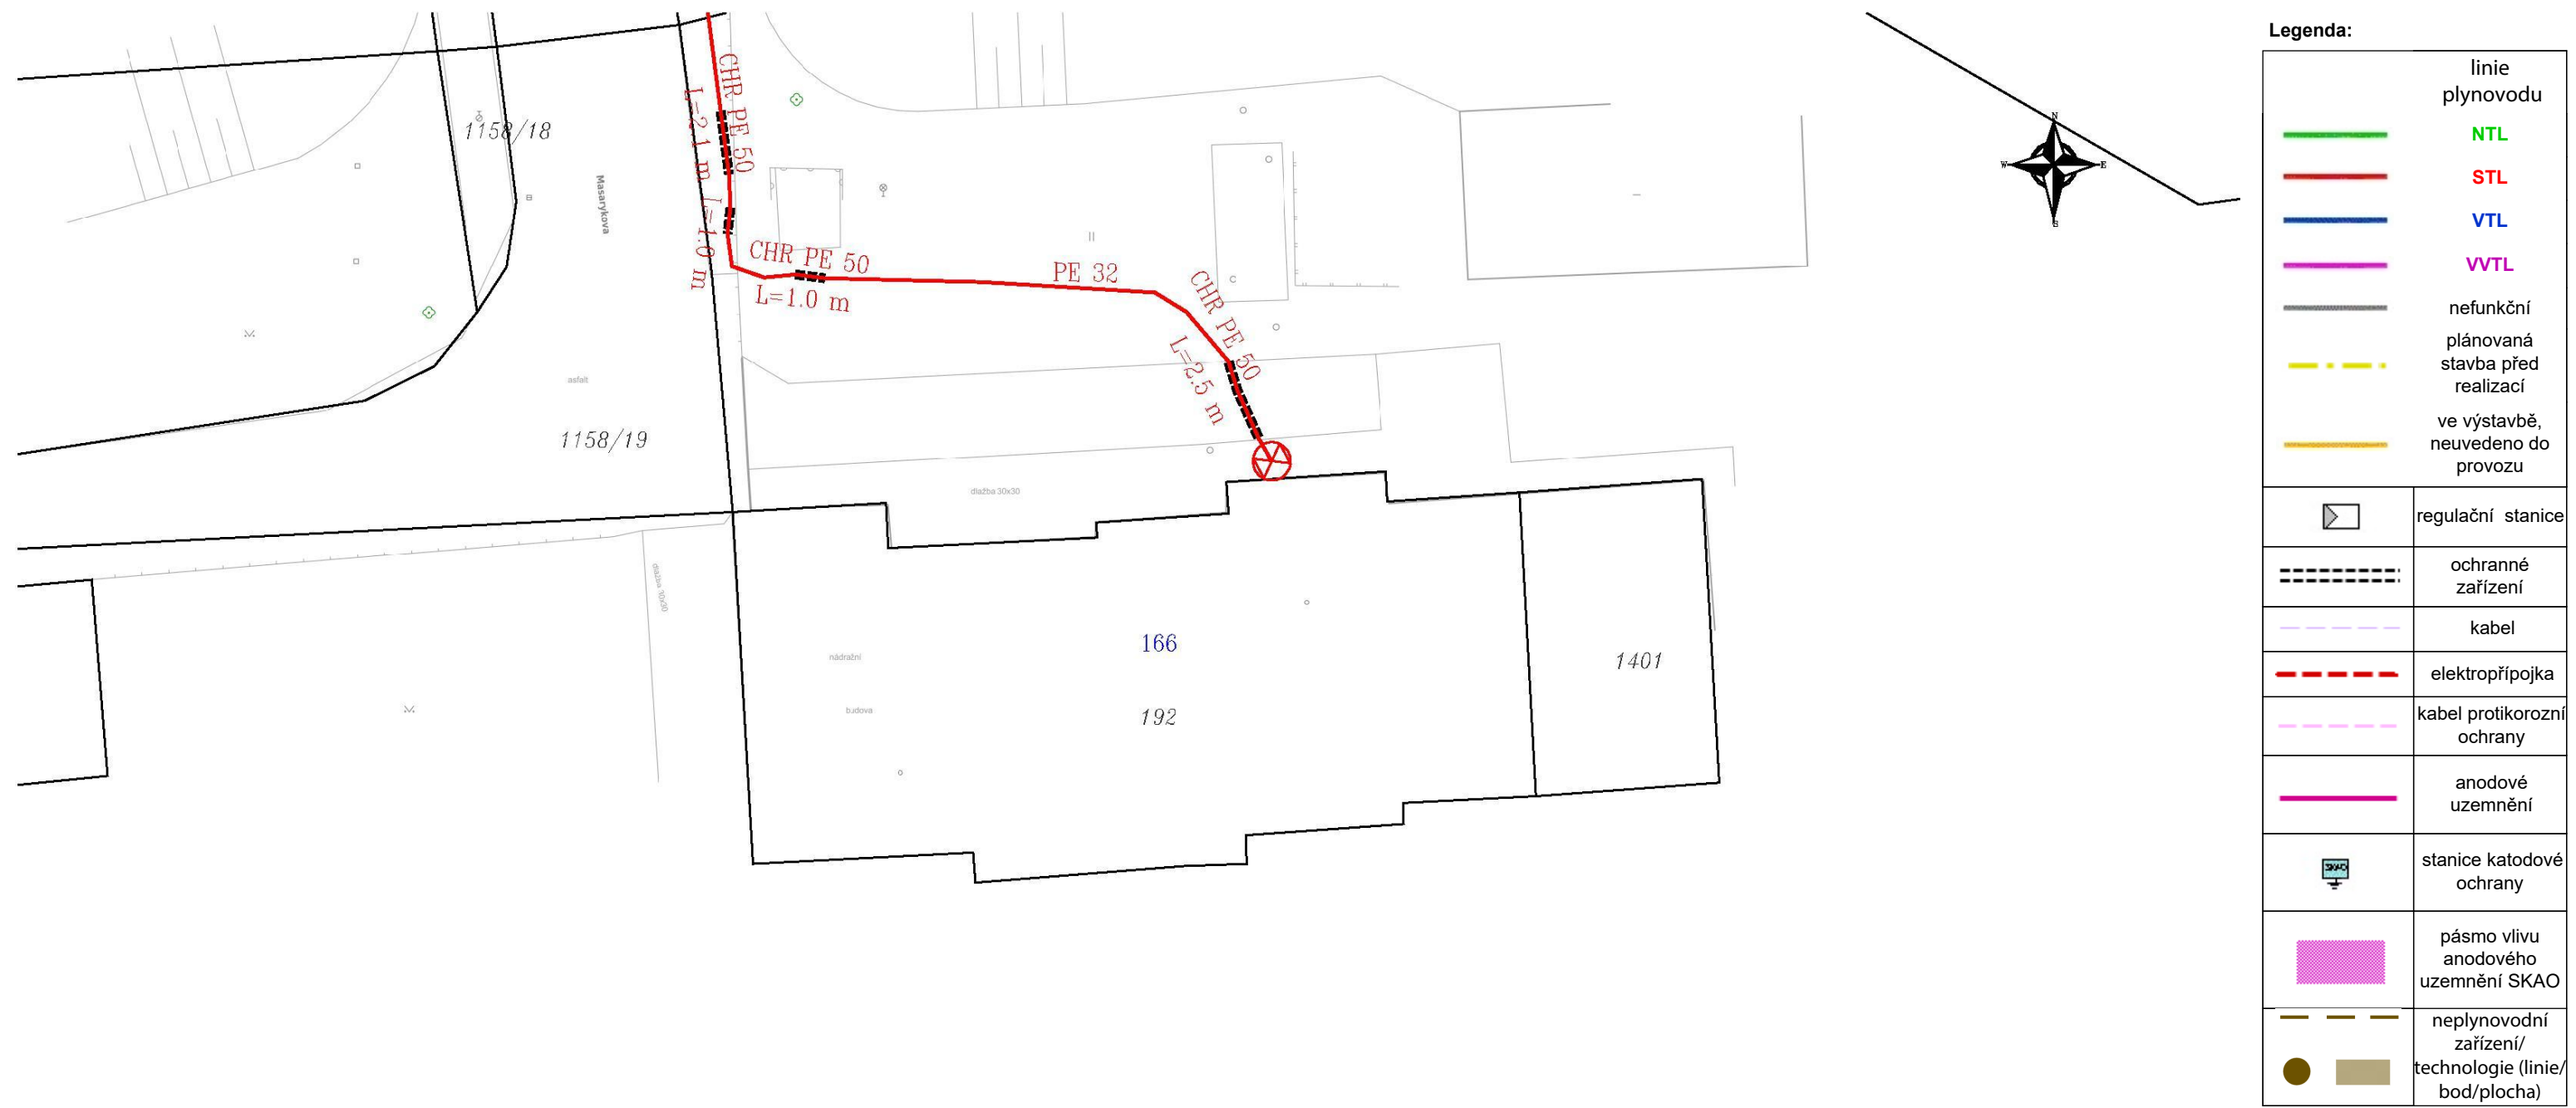 CHR PE 50
L=2.1 m
1158/18
Masarykova
L=1.0 m
CHR PE 50
L=1.0 m
PE 32
CHR PE 50
L=2.5 m
asfalt
1158/19
dlažba 30x30
dlažba 30x30
166
nádražní
192
budova
1401
N
W
E
S
Legenda:
linie
plynovodu
NTL
STL
VTL
VVTL
nefunkční
plánovaná
stavba před
realizací
ve výstavbě,
neuvedeno do
provozu
regulační stanice
ochranné
zařízení
kabel
elektropřípojka
kabel protikorozní
ochrany
anodové
uzemnění
SKAO
stanice katodové
ochrany
pásmo vlivu
anodového
uzemnění SKAO
neplynovodní
zařízení/
technologie (linie/
bod/plocha)